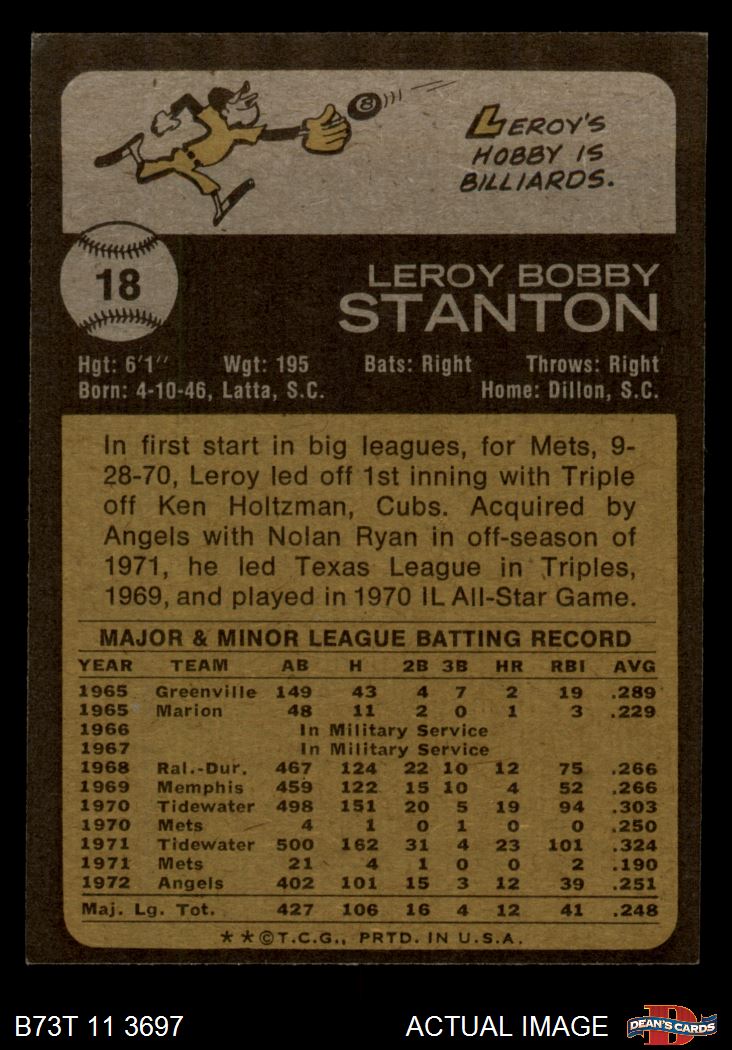 8
LEROY'S
HOBBY IS
BILLIARDS.
18
LEROY BOBBY
STANTON
Hgt: 6'1" Wgt: 195 Bats: Right Throws: Right
Born: 4-10-46, Latta, S.C. Home: Dillon, S.C.
In first start in big leagues, for Mets, 9-
28-70, Leroy led off 1st inning with Triple
off Ken Holtzman, Cubs. Acquired by
Angels with Nolan Ryan in off-season of
1971, he led Texas League in Triples,
1969, and played in 1970 IL All-Star Game.
MAJOR & MINOR LEAGUE BATTING RECORD
YEAR TEAM AB H 2B 3B HR RBI AVG
1965 Greenville 149 43 4 7 2 19 .289
1965 Marion 48 11 2 0 1 3 .229
1966 In Military Service
1967 In Military Service
1968 Ral.-Dur. 467 124 22 10 12 75 .266
1969 Memphis 459 122 15 10 4 52 .266
1970 Tidewater 498 151 20 5 19 94 .303
1970 Mets 4 1 0 1 0 0 .250
1971 Tidewater 500 162 31 4 23 101 .324
1971 Mets 21 4 1 0 0 2 .190
1972 Angels 402 101 15 3 12 39 .251
Maj. Lg. Tot. 427 106 16 4 12 41 .248
* * © T.C.G., PRTD. IN U.S.A.
B73T 11 3697 ACTUAL IMAGE D DEAN'S CARDS